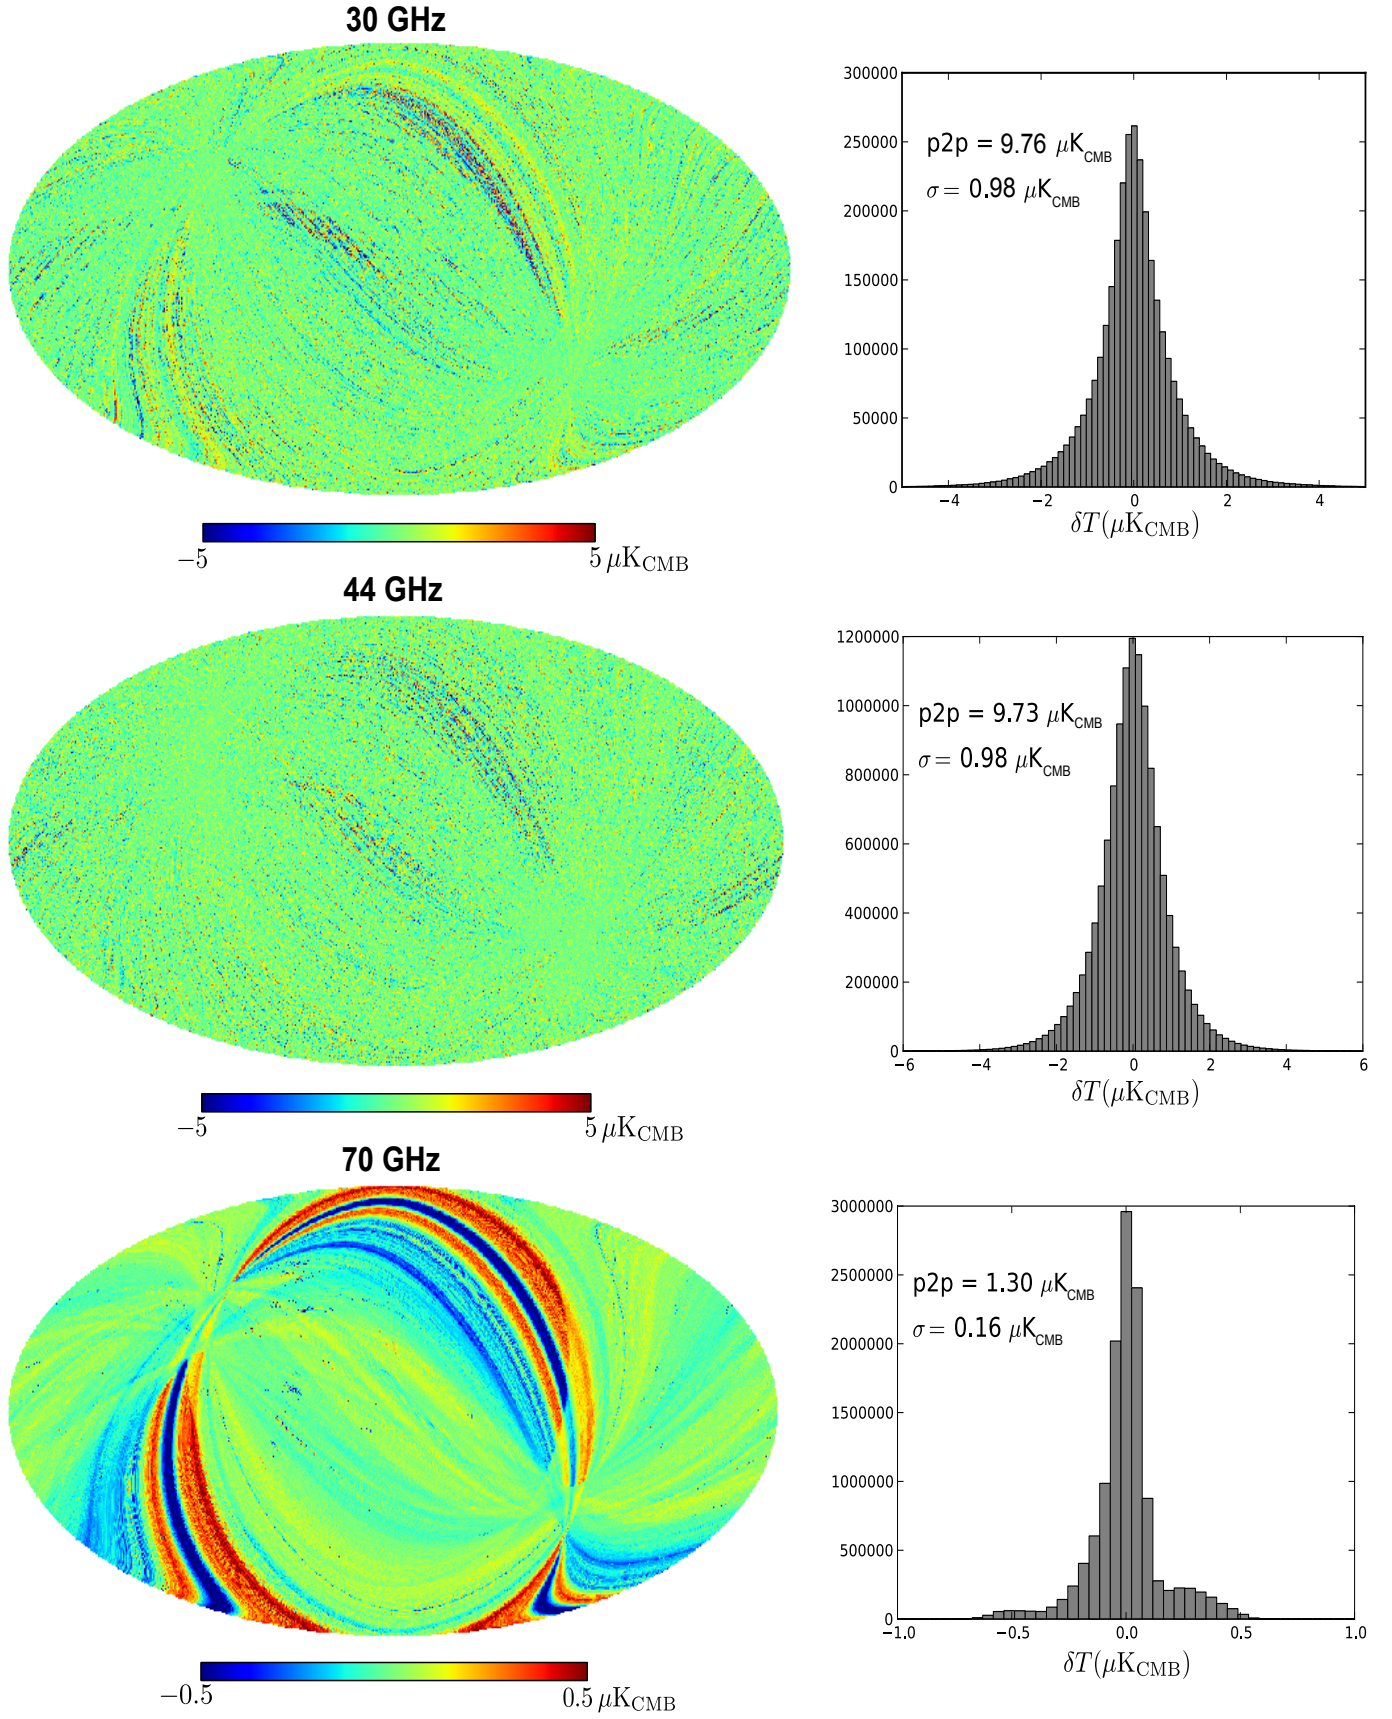 30 GHz
300000
250000
200000
150000
100000
50000
0
p2p = 9.76 μK_CMB
σ = 0.98 μK_CMB
−4 −2 0 2 4
δT(μK_CMB)
−5 5 μK_CMB
44 GHz
1200000
1000000
800000
600000
400000
200000
0
p2p = 9.73 μK_CMB
σ = 0.98 μK_CMB
−6 −4 −2 0 2 4 6
δT(μK_CMB)
−5 5 μK_CMB
70 GHz
3000000
2500000
2000000
1500000
1000000
500000
0
p2p = 1.30 μK_CMB
σ = 0.16 μK_CMB
−1.0 −0.5 0.0 0.5 1.0
δT(μK_CMB)
−0.5 0.5 μK_CMB